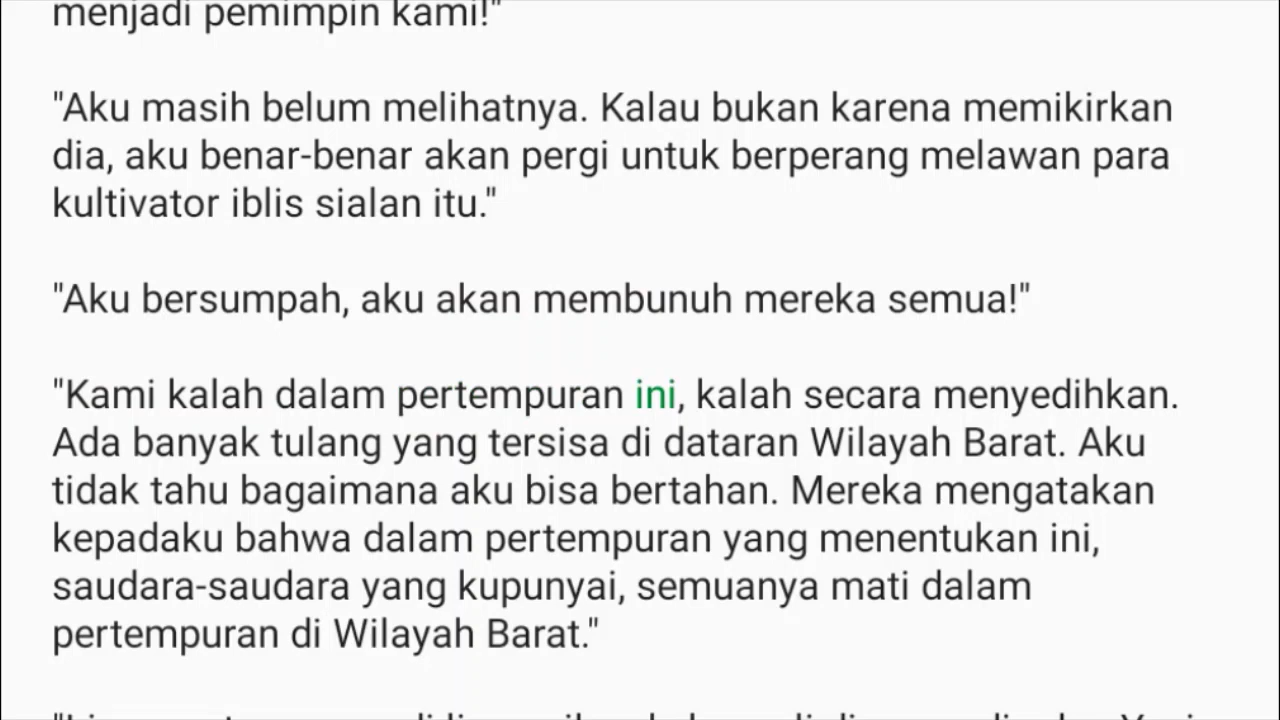 menjadi pemimpin kami!"
"Aku masih belum melihatnya. Kalau bukan karena memikirkan
dia, aku benar-benar akan pergi untuk berperang melawan para
kultivator iblis sialan itu."
"Aku bersumpah, aku akan membunuh mereka semua!"
"Kami kalah dalam pertempuran ini, kalah secara menyedihkan.
Ada banyak tulang yang tersisa di dataran Wilayah Barat. Aku
tidak tahu bagaimana aku bisa bertahan. Mereka mengatakan
kepadaku bahwa dalam pertempuran yang menentukan ini,
saudara-saudara yang kupunyai, semuanya mati dalam
pertempuran di Wilayah Barat."